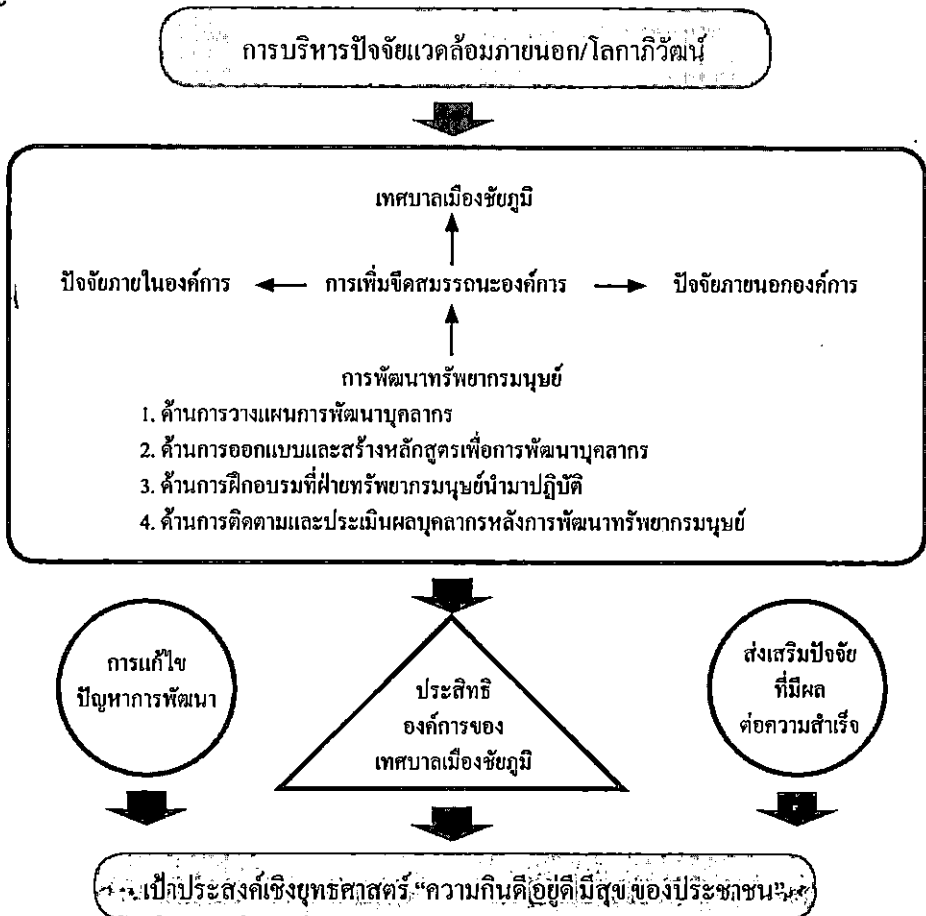 การบริหารปัจจัยแวดล้อมภายนอก/โลกาภิวัฒน์
เทศบาลเมืองชัยภูมิ
ปัจจัยภายในองค์การ
การเพิ่มขีดสมรรถนะองค์การ
ปัจจัยภายนอกองค์การ
การพัฒนาทรัพยากรมนุษย์
1. ด้านการวางแผนการพัฒนาบุคลากร
2. ด้านการออกแบบและสร้างหลักสูตรเพื่อการพัฒนาบุคลากร
3. ด้านการฝึกอบรมที่ฝ่ายทรัพยากรมนุษย์นำมาปฏิบัติ
4. ด้านการติดตามและประเมินผลบุคลากรหลังการพัฒนาทรัพยากรมนุษย์
การแก้ไข
ปัญหาการพัฒนา
ประสิทธิ
องค์การของ
เทศบาลเมืองชัยภูมิ
ส่งเสริมปัจจัย
ที่มีผล
ต่อความสำเร็จ
เป้าประสงค์เชิงยุทธศาสตร์ "ความกินดีอยู่ดีมีสุข ของประชาชน"